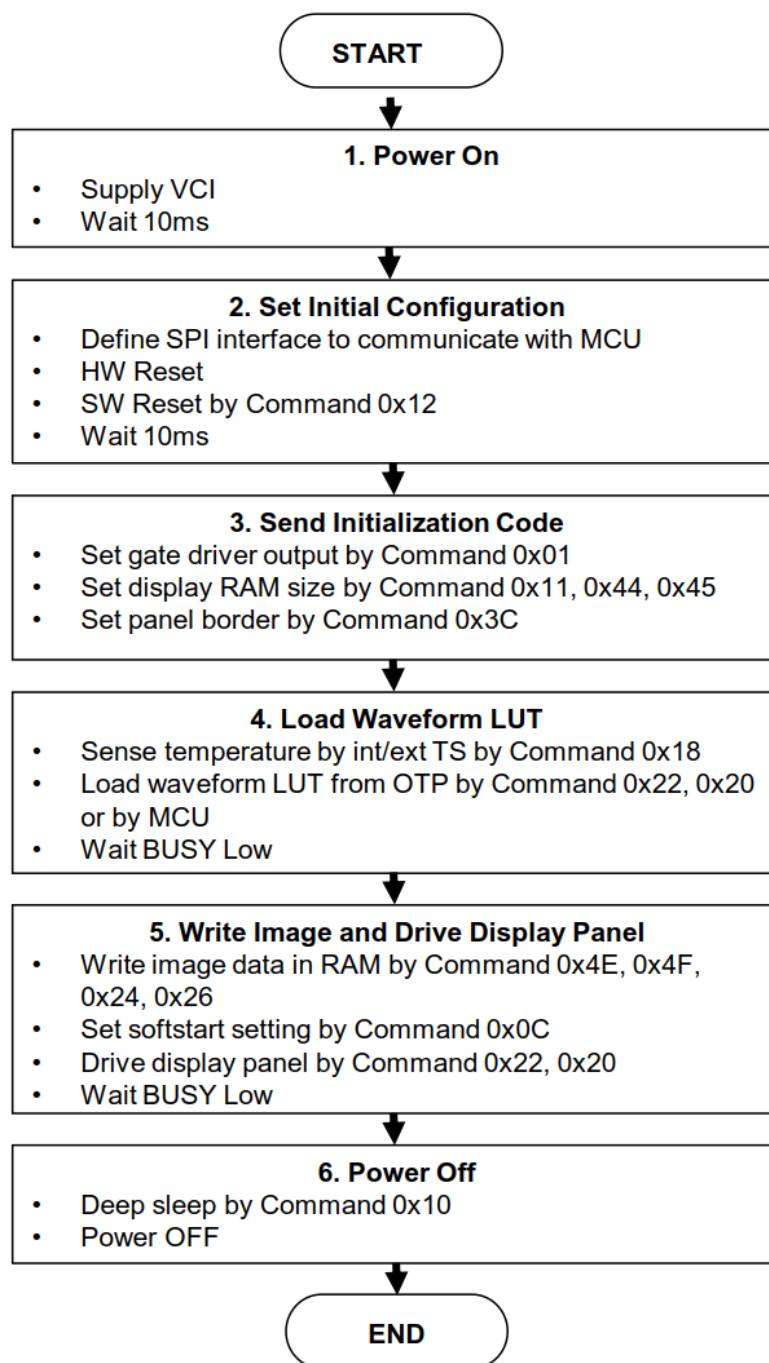 START
1. Power On
• Supply VCI
• Wait 10ms
2. Set Initial Configuration
• Define SPI interface to communicate with MCU
• HW Reset
• SW Reset by Command 0x12
• Wait 10ms
3. Send Initialization Code
• Set gate driver output by Command 0x01
• Set display RAM size by Command 0x11, 0x44, 0x45
• Set panel border by Command 0x3C
4. Load Waveform LUT
• Sense temperature by int/ext TS by Command 0x18
• Load waveform LUT from OTP by Command 0x22, 0x20
or by MCU
• Wait BUSY Low
5. Write Image and Drive Display Panel
• Write image data in RAM by Command 0x4E, 0x4F,
0x24, 0x26
• Set softstart setting by Command 0x0C
• Drive display panel by Command 0x22, 0x20
• Wait BUSY Low
6. Power Off
• Deep sleep by Command 0x10
• Power OFF
END